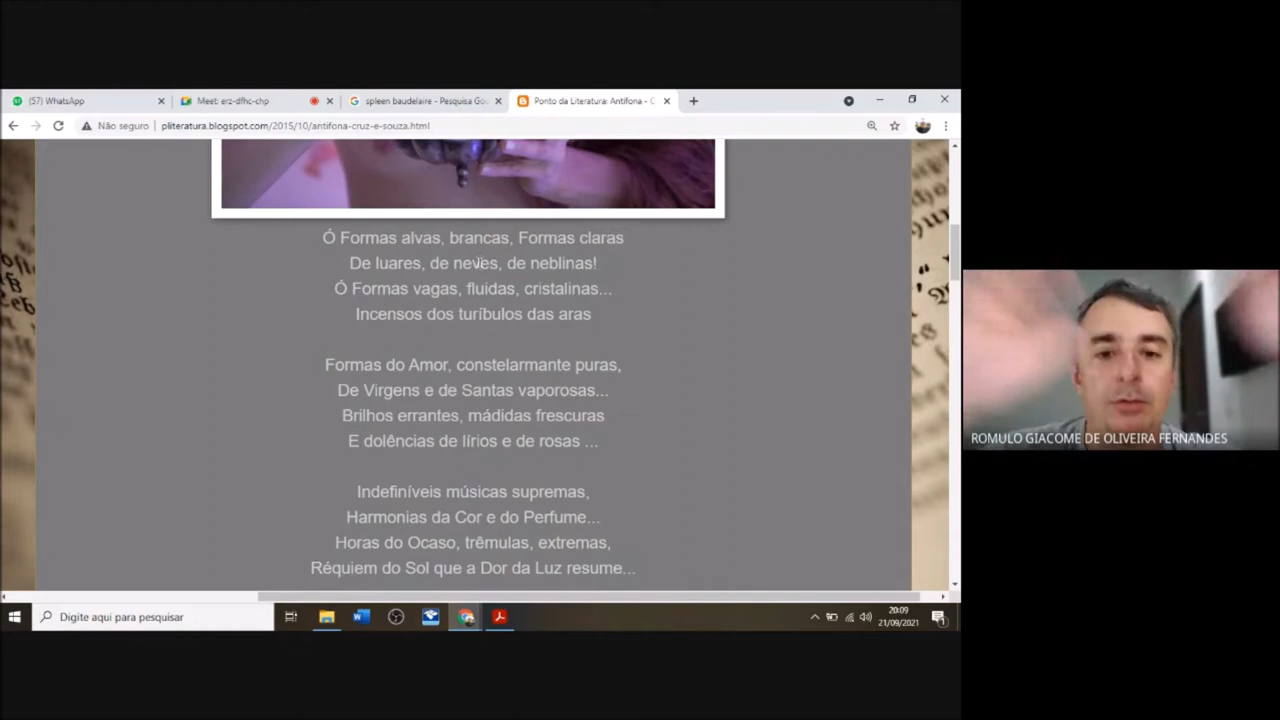 (57) WhatsApp
Meet: erz-dfhc-chp
spleen baudelaire - Pesquisa Go
Ponto da Literatura: Antífona - C
Não seguro
pliteratura.blogspot.com/2015/10/antifona-cruz-e-souza.html
Ó Formas alvas, brancas, Formas claras
De luares, de neves, de neblinas!
Ó Formas vagas, fluidas, cristalinas...
Incensos dos turíbulos das aras
Formas do Amor, constelarmante puras,
De Virgens e de Santas vaporosas...
Brilhos errantes, mádidas frescuras
E dolências de lírios e de rosas ...
Indefiníveis músicas supremas,
Harmonias da Cor e do Perfume...
Horas do Ocaso, trêmulas, extremas,
Réquiem do Sol que a Dor da Luz resume...
ROMULO GIACOME DE OLIVEIRA FERNANDES
Digite aqui para pesquisar
20:09
21/09/2021